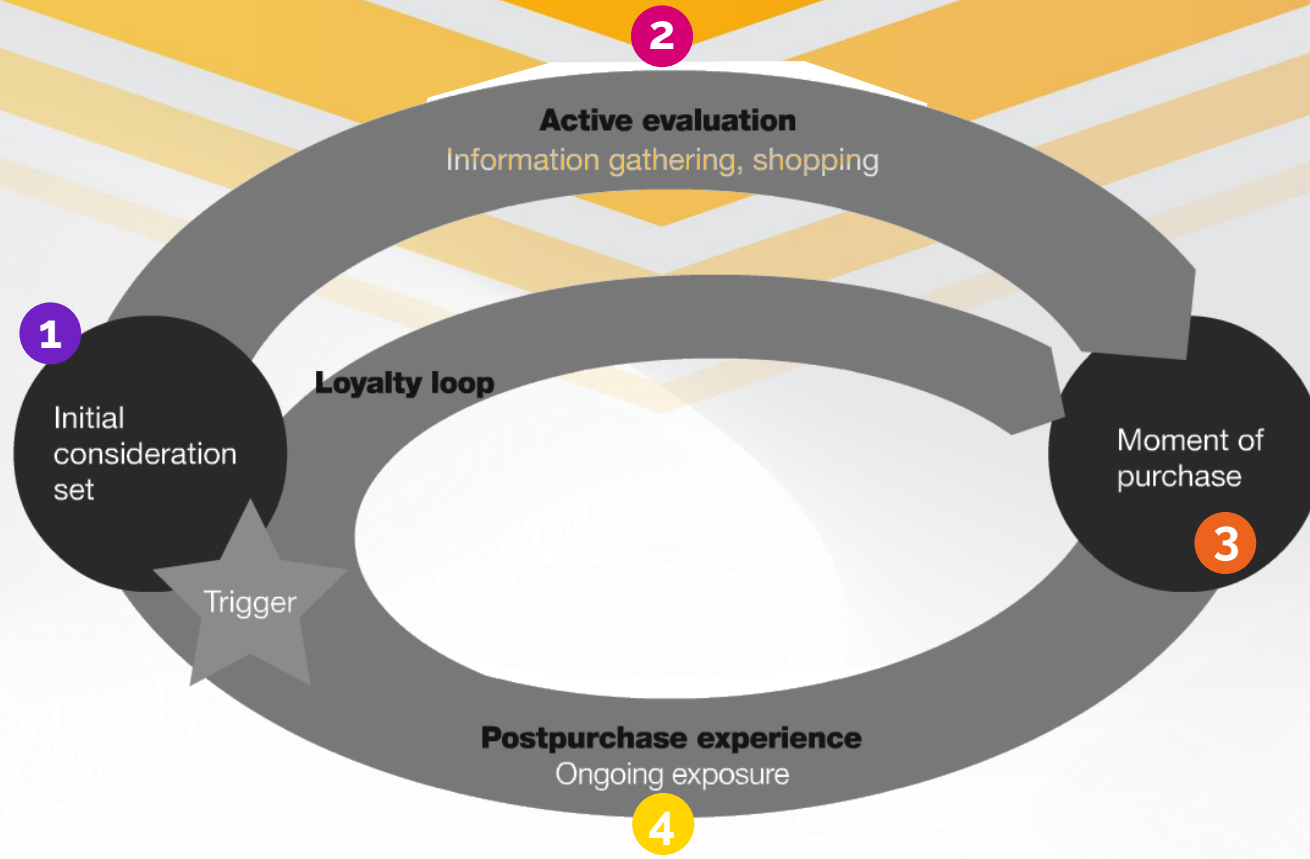 2
Active evaluation
Information gathering, shopping
1
Loyalty loop
Initial
consideration
set
Moment of
purchase
3
Trigger
Postpurchase experience
Ongoing exposure
4